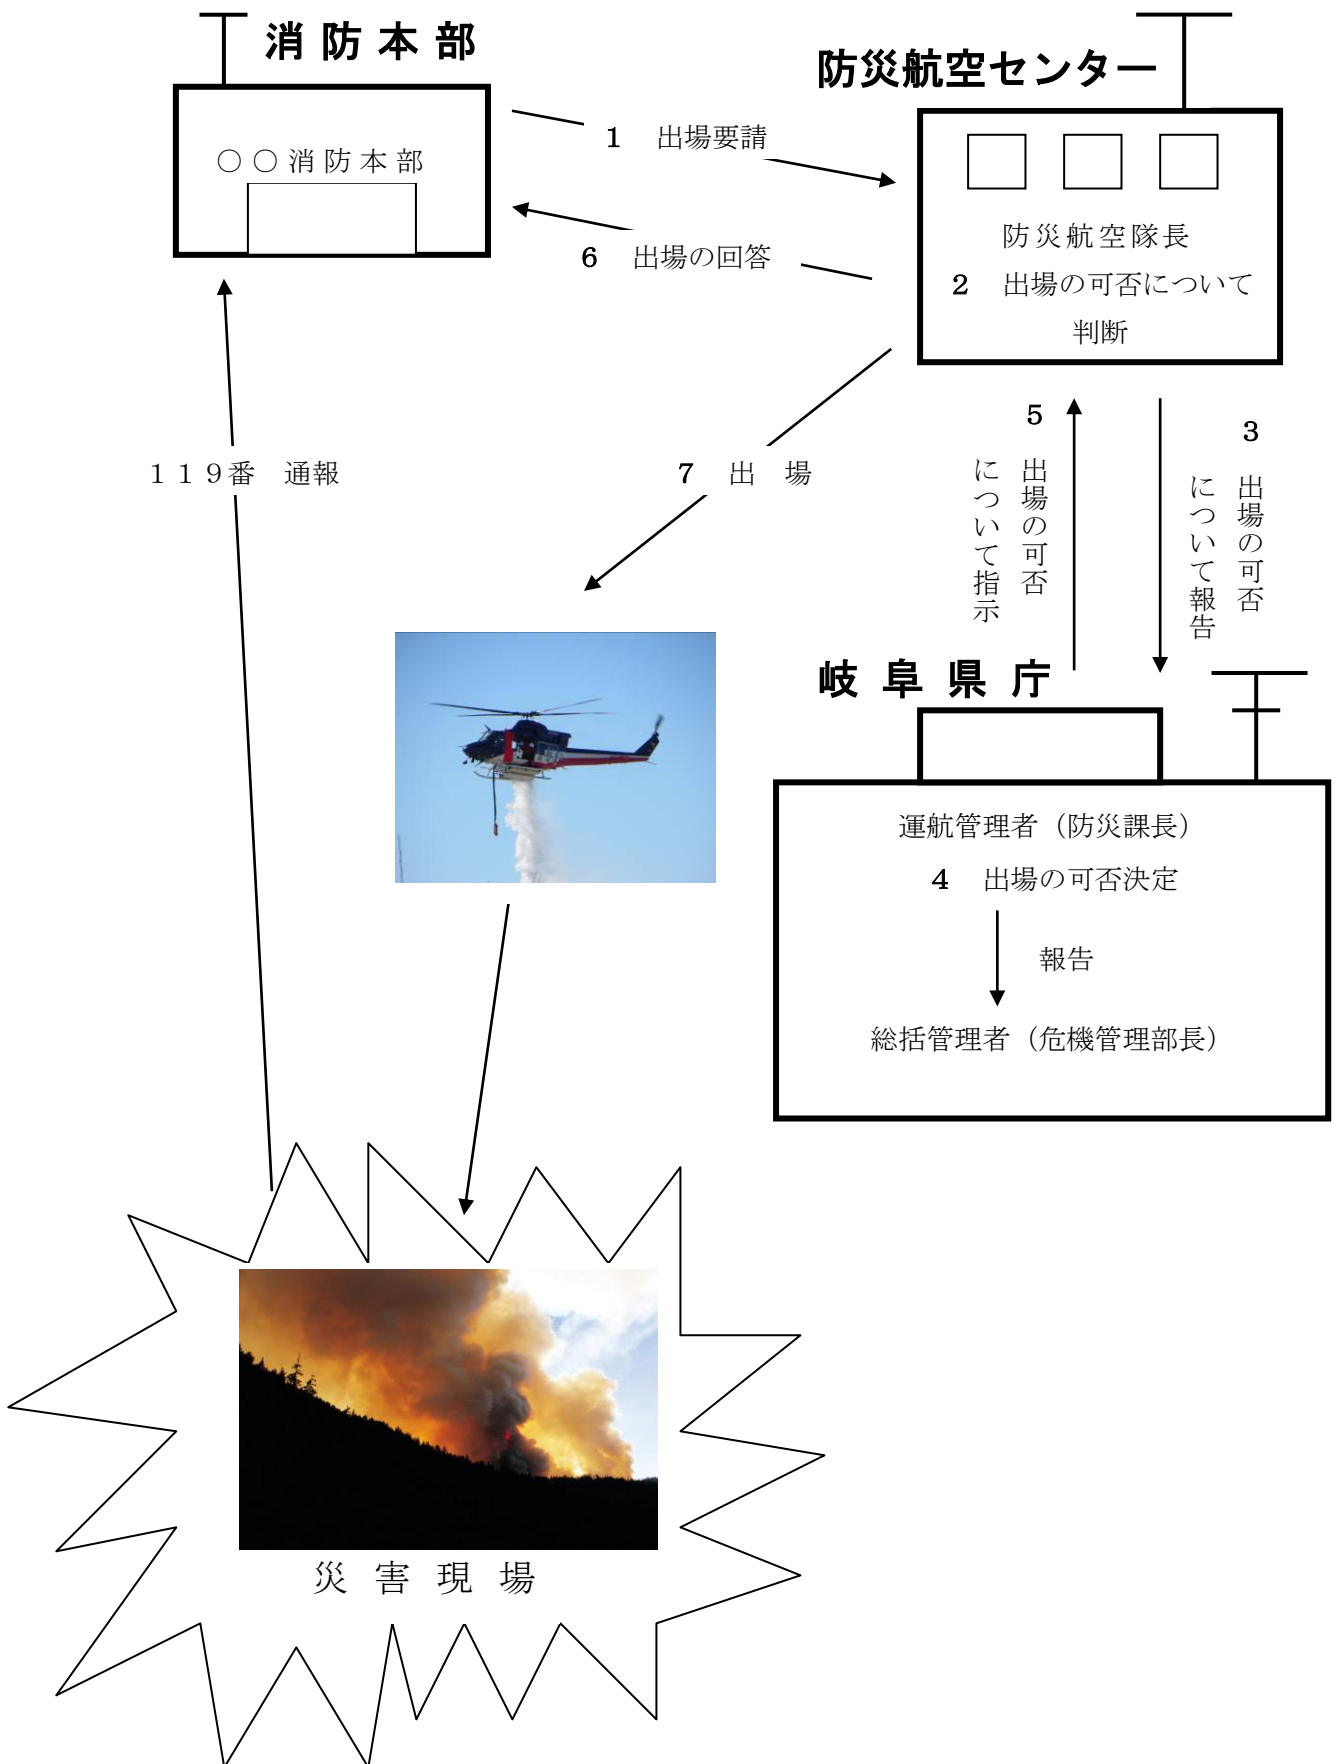 消防本部
○○消防本部
防災航空センター
1 出場要請
6 出場の回答
防災航空隊長
2 出場の可否について
判断
119番 通報
7 出 場
5 出場の可否
について指示
3 出場の可否
について報告
岐阜県庁
運航管理者（防災課長）
4 出場の可否決定
報告
総括管理者（危機管理部長）
災害現場